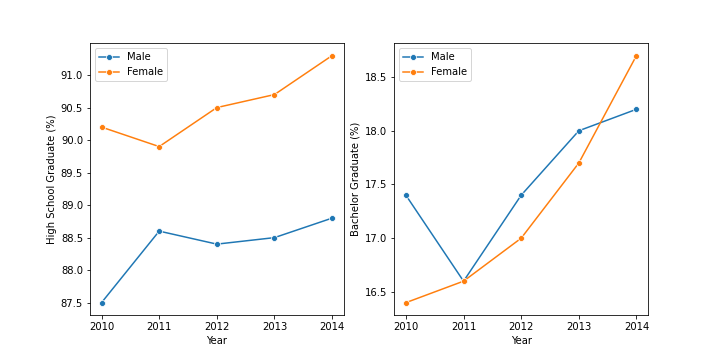 Male
Female
High School Graduate (%)
91.0
90.5
90.0
89.5
89.0
88.5
88.0
87.5
2010 2011 2012 2013 2014
Year
Male
Female
Bachelor Graduate (%)
18.5
18.0
17.5
17.0
16.5
2010 2011 2012 2013 2014
Year